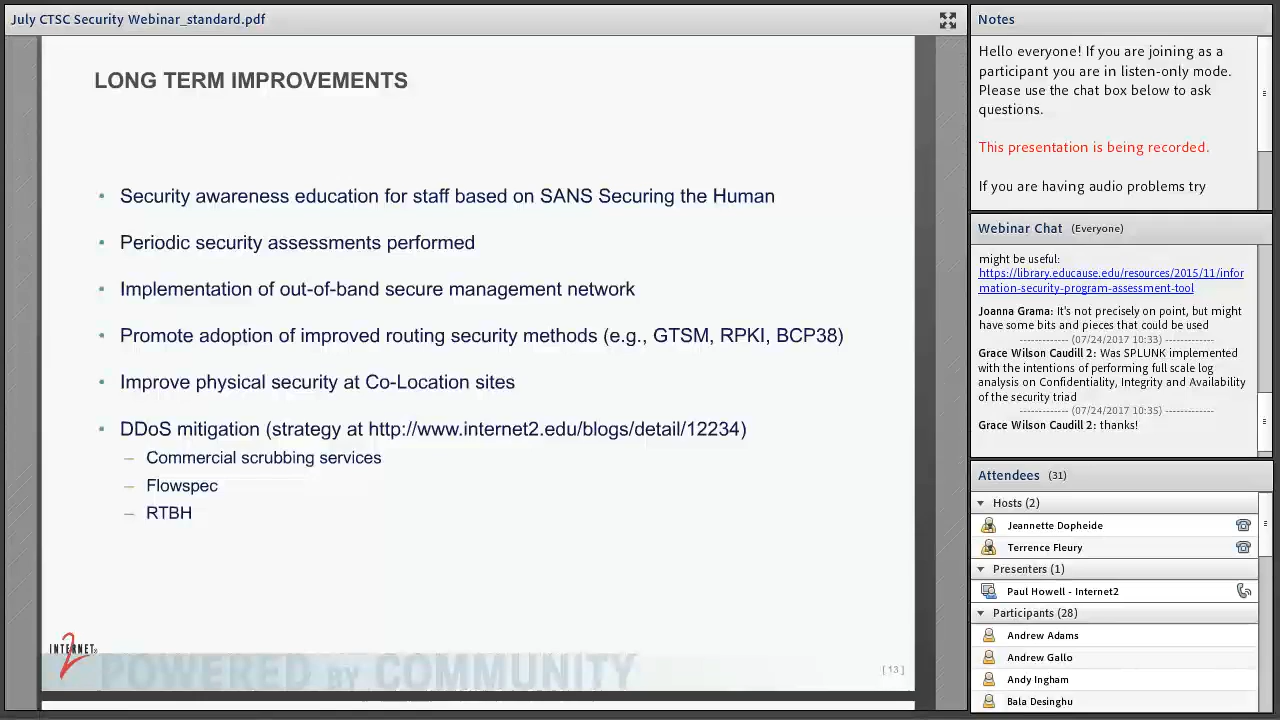 July CTSC Security Webinar_standard.pdf
LONG TERM IMPROVEMENTS
• Security awareness education for staff based on SANS Securing the Human
• Periodic security assessments performed
• Implementation of out-of-band secure management network
• Promote adoption of improved routing security methods (e.g., GTSM, RPKI, BCP38)
• Improve physical security at Co-Location sites
• DDoS mitigation (strategy at http://www.internet2.edu/blogs/detail/12234)
– Commercial scrubbing services
– Flowspec
– RTBH
INTERNET2®
COMMUNITY
[ 13 ]
Notes
Hello everyone! If you are joining as a
participant you are in listen-only mode.
Please use the chat box below to ask
questions.
This presentation is being recorded.
If you are having audio problems try
Webinar Chat (Everyone)
might be useful:
https://library.educause.edu/resources/2015/11/infor
mation-security-program-assessment-tool
Joanna Grama: It's not precisely on point, but might
have some bits and pieces that could be used
------------- (07/24/2017 10:33) -------------
Grace Wilson Caudill 2: Was SPLUNK implemented
with the intentions of performing full scale log
analysis on Confidentiality, Integrity and Availability
of the security triad
------------- (07/24/2017 10:35) -------------
Grace Wilson Caudill 2: thanks!
Attendees (31)
Hosts (2)
Jeannette Dopheide
Terrence Fleury
Presenters (1)
Paul Howell - Internet2
Participants (28)
Andrew Adams
Andrew Gallo
Andy Ingham
Bala Desinghu